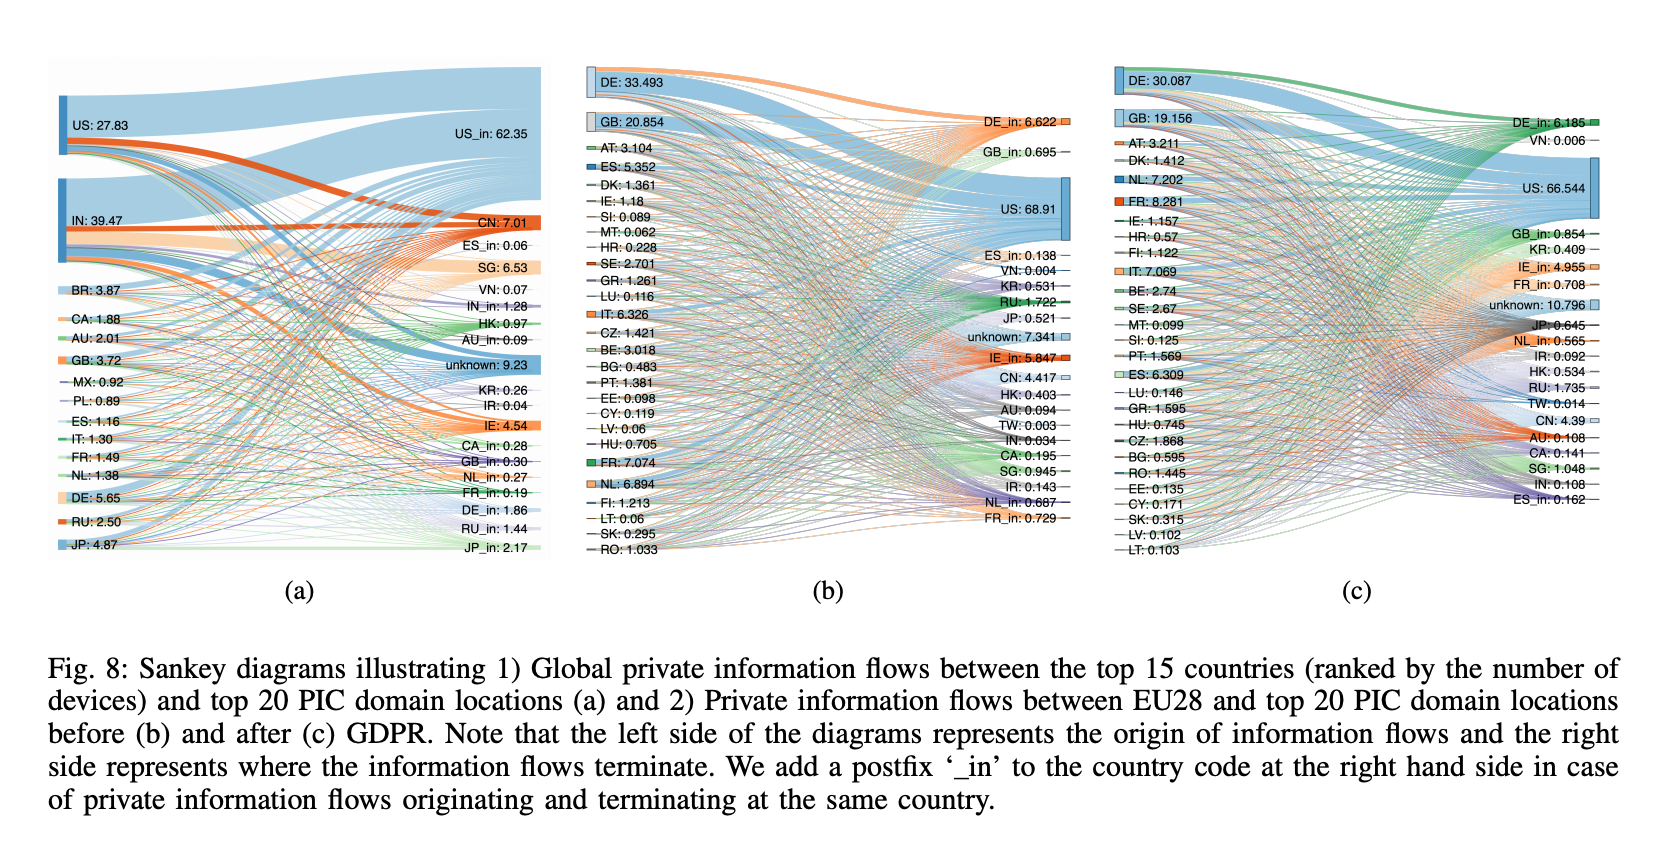 US: 27.83
IN: 39.47
BR: 3.87
CA: 1.88
AU: 2.01
GB: 3.72
MX: 0.92
PL: 0.89
ES: 1.16
IT: 1.30
FR: 1.49
NL: 1.38
DE: 5.65
RU: 2.50
JP: 4.87
US_in: 62.35
CN: 7.01
ES_in: 0.06
SG: 6.53
VN: 0.07
IN_in: 1.28
HK: 0.97
AU_in: 0.09
unknown: 9.23
KR: 0.26
IR: 0.04
IE: 4.54
CA_in: 0.28
GB_in: 0.30
NL_in: 0.27
FR_in: 0.19
DE_in: 1.86
RU_in: 1.44
JP_in: 2.17
(a)
DE: 33.493
GB: 20.854
AT: 3.104
ES: 5.352
DK: 1.361
IE: 1.18
SI: 0.089
MT: 0.062
HR: 0.228
SE: 2.701
GR: 1.261
LU: 0.116
IT: 6.326
CZ: 1.421
BE: 3.018
BG: 0.483
PT: 1.381
EE: 0.098
CY: 0.119
LV: 0.06
HU: 0.705
FR: 7.074
NL: 6.894
FI: 1.213
LT: 0.06
SK: 0.295
RO: 1.033
DE_in: 6.622
GB_in: 0.695
US: 68.91
ES_in: 0.138
VN: 0.004
KR: 0.531
RU: 1.722
JP: 0.521
unknown: 7.341
IE_in: 5.847
CN: 4.417
HK: 0.403
AU: 0.094
TW: 0.003
IN: 0.034
CA: 0.195
SG: 0.945
IR: 0.143
NL_in: 0.687
FR_in: 0.729
(b)
DE: 30.087
GB: 19.156
AT: 3.211
DK: 1.412
NL: 7.202
FR: 8.281
IE: 1.157
HR: 0.57
FI: 1.122
IT: 7.069
BE: 2.74
SE: 2.67
MT: 0.099
SI: 0.125
PT: 1.569
ES: 6.309
LU: 0.146
GR: 1.595
HU: 0.745
CZ: 1.868
BG: 0.595
RO: 1.445
EE: 0.135
CY: 0.171
SK: 0.315
LV: 0.102
LT: 0.103
DE_in: 6.185
VN: 0.006
US: 66.544
GB_in: 0.854
KR: 0.409
IE_in: 4.955
FR_in: 0.708
unknown: 10.796
JP: 0.645
NL_in: 0.565
IR: 0.092
HK: 0.534
RU: 1.735
TW: 0.014
CN: 4.39
AU: 0.108
CA: 0.141
SG: 1.048
IN: 0.108
ES_in: 0.162
(c)
Fig. 8: Sankey diagrams illustrating 1) Global private information flows between the top 15 countries (ranked by the number of
devices) and top 20 PIC domain locations (a) and 2) Private information flows between EU28 and top 20 PIC domain locations
before (b) and after (c) GDPR. Note that the left side of the diagrams represents the origin of information flows and the right
side represents where the information flows terminate. We add a postfix ‘_in’ to the country code at the right hand side in case
of private information flows originating and terminating at the same country.